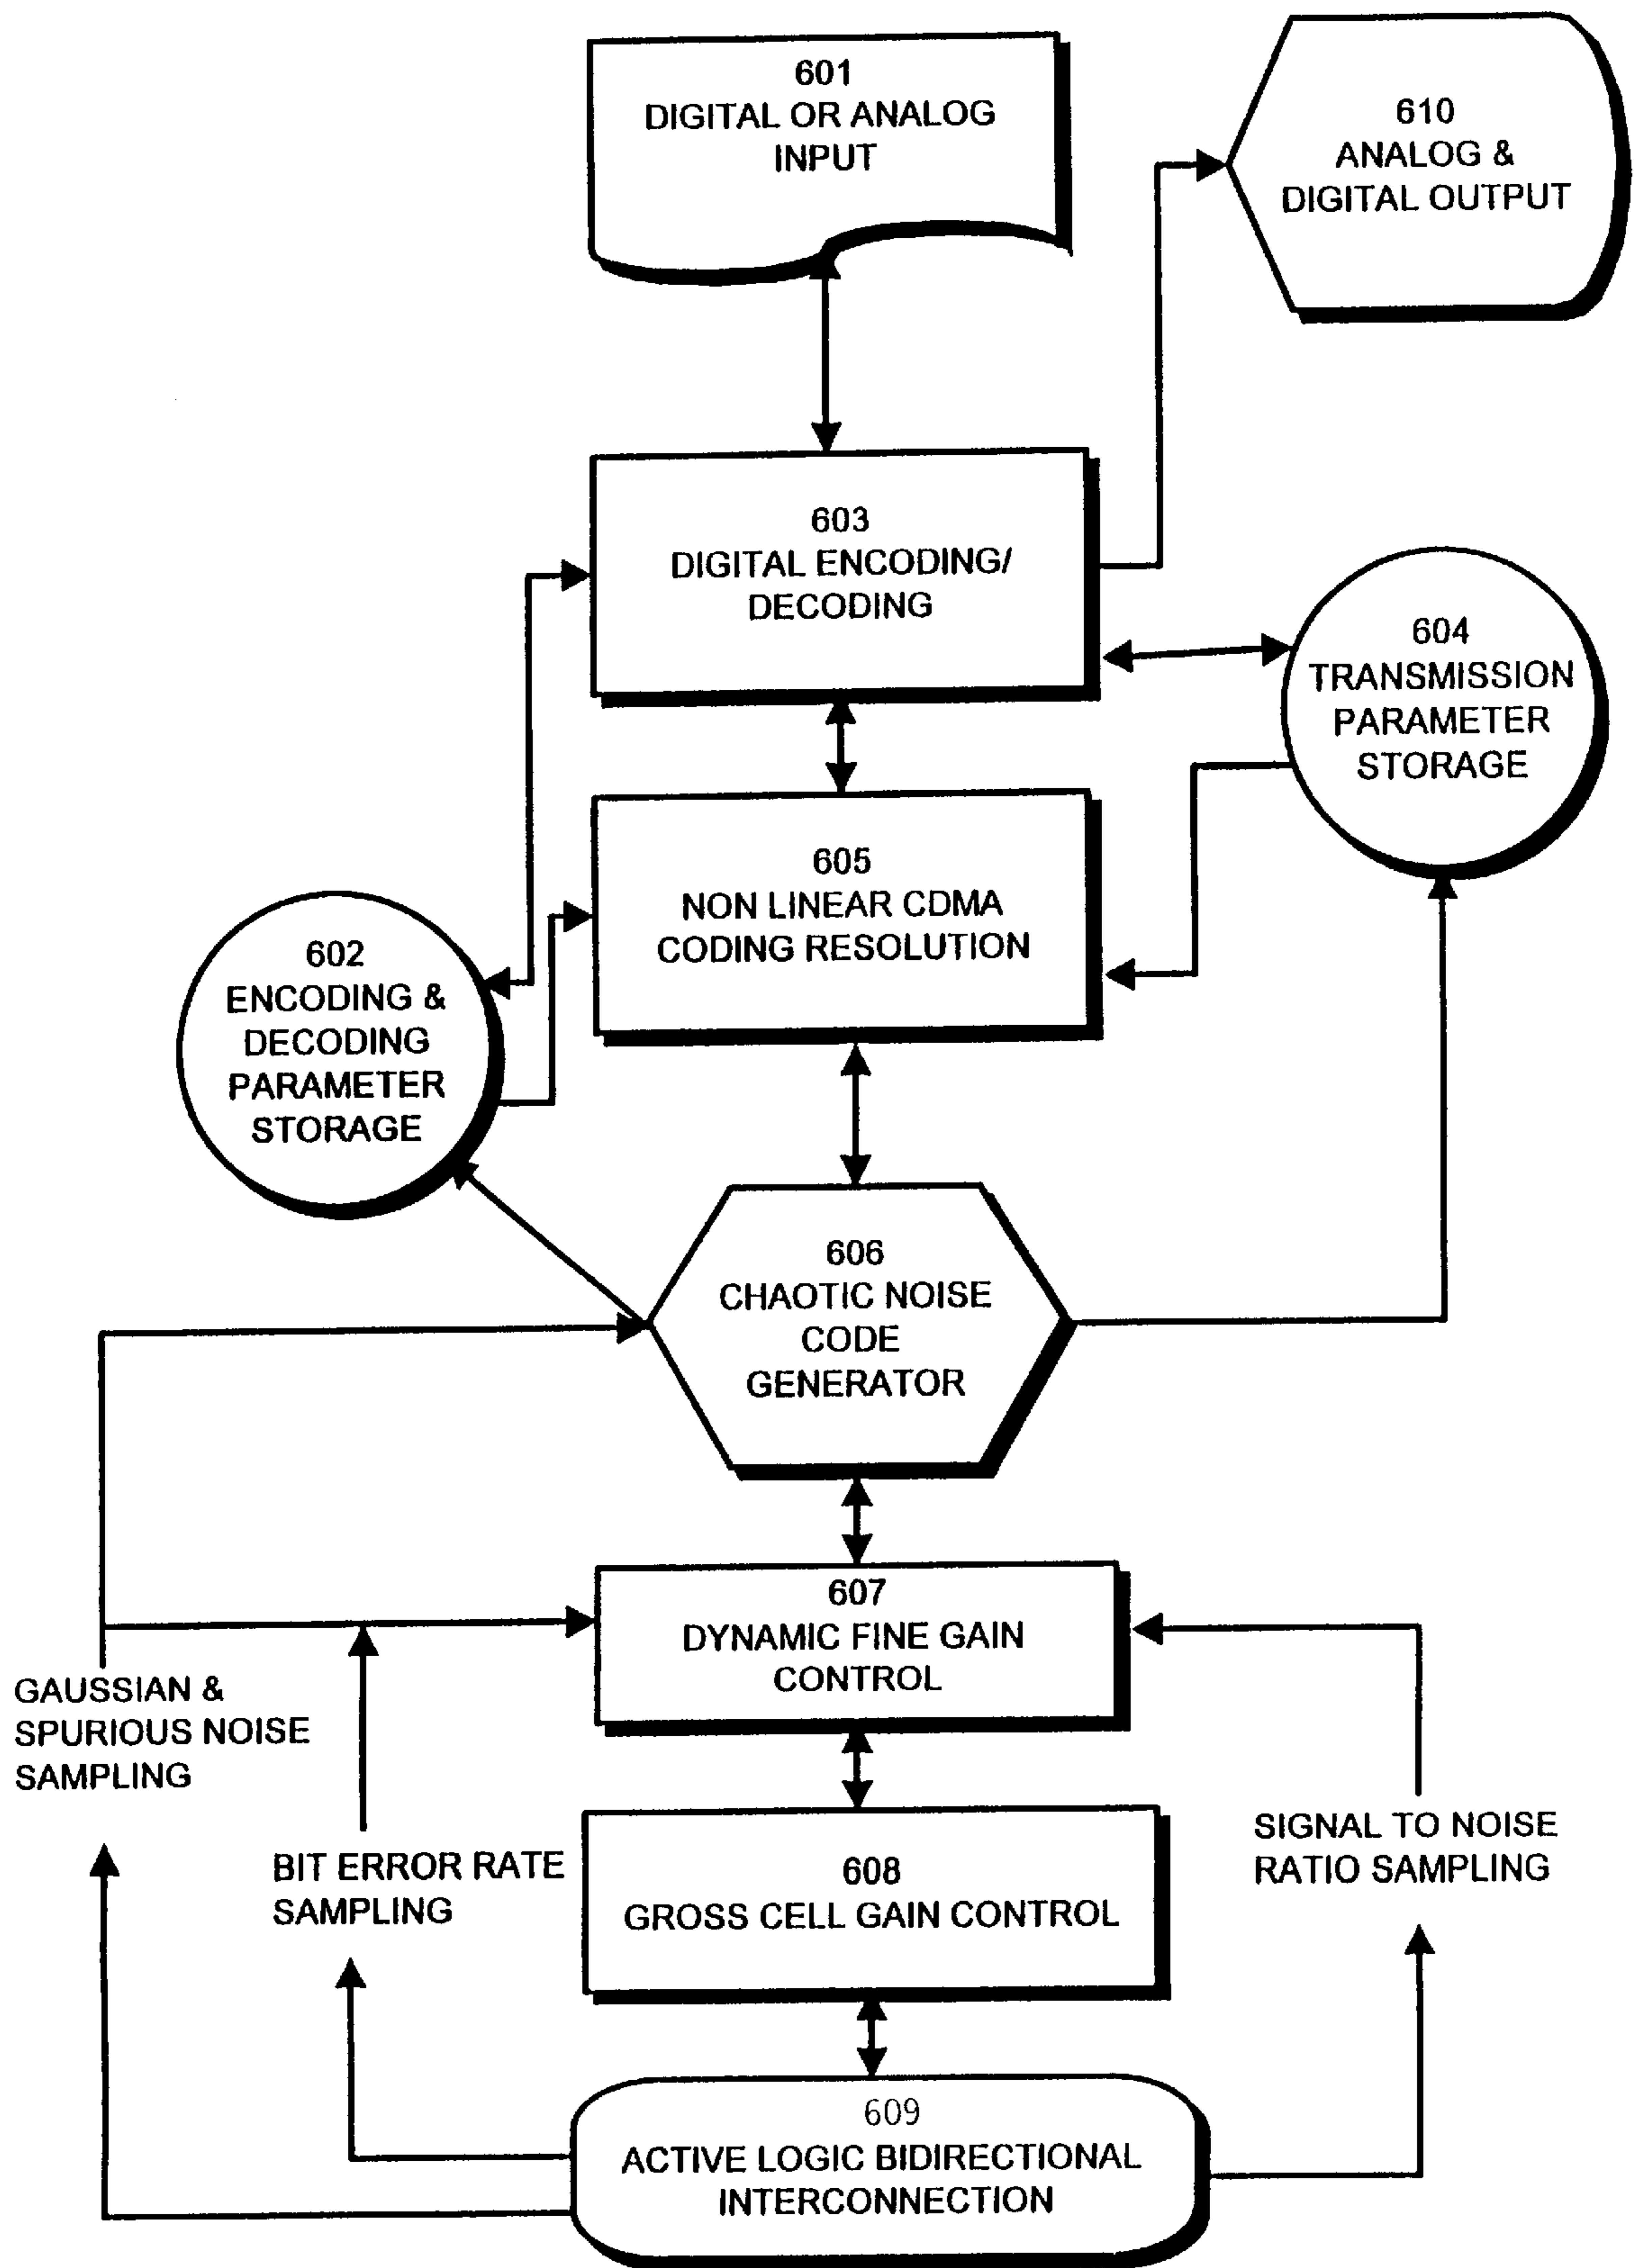 601
DIGITAL OR ANALOG
INPUT
610
ANALOG &
DIGITAL OUTPUT
603
DIGITAL ENCODING/
DECODING
604
TRANSMISSION
PARAMETER
STORAGE
605
NON LINEAR CDMA
CODING RESOLUTION
602
ENCODING &
DECODING
PARAMETER
STORAGE
606
CHAOTIC NOISE
CODE
GENERATOR
607
DYNAMIC FINE GAIN
CONTROL
GAUSSIAN &
SPURIOUS NOISE
SAMPLING
BIT ERROR RATE
SAMPLING
608
GROSS CELL GAIN CONTROL
SIGNAL TO NOISE
RATIO SAMPLING
609
ACTIVE LOGIC BIDIRECTIONAL
INTERCONNECTION